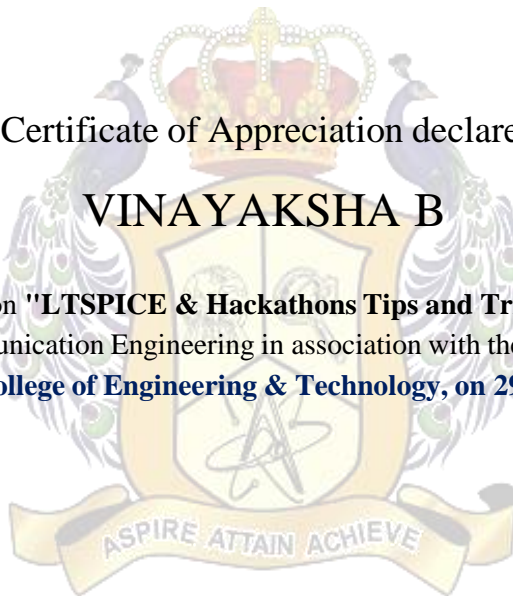 Certificate of Appreciation declare
VINAYAKSHA B
on "LTSPICE & Hackathons Tips and Tr
unication Engineering in association with the
ollege of Engineering & Technology, on 29
ASPIRE ATTAIN ACHIEVE